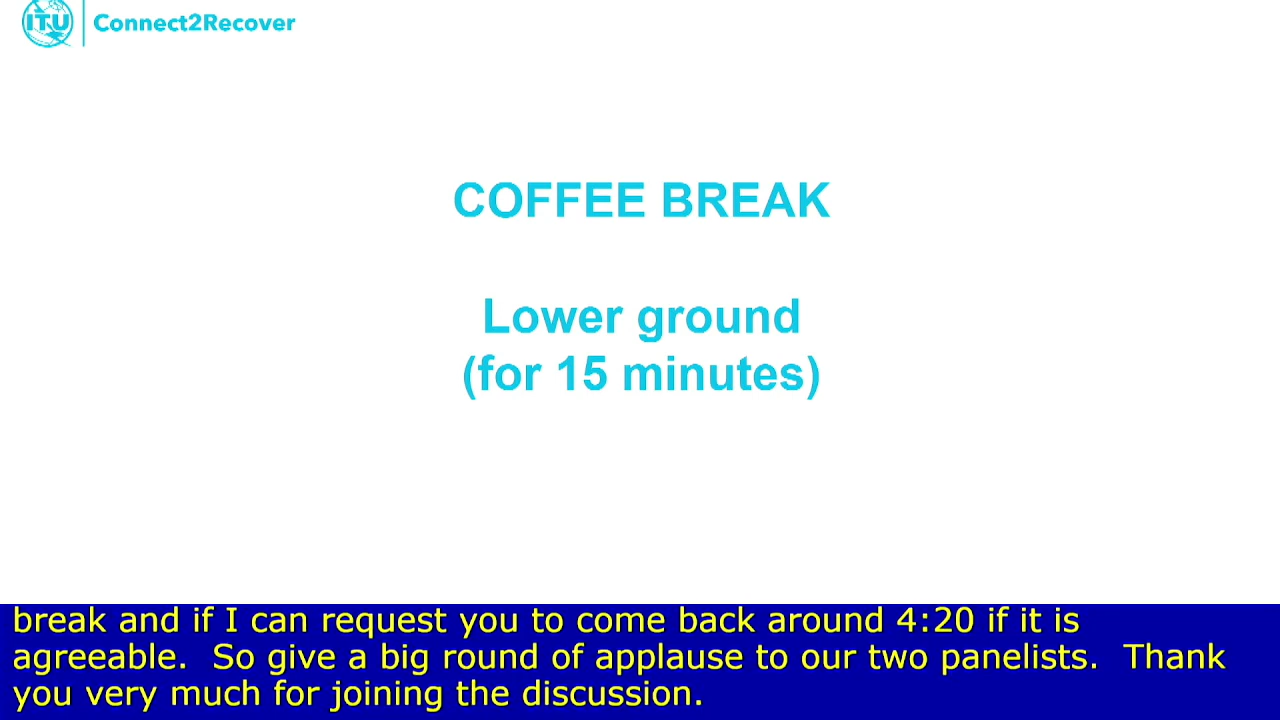 ITU
Connect2Recover
COFFEE BREAK
Lower ground
(for 15 minutes)
break and if I can request you to come back around 4:20 if it is
agreeable.  So give a big round of applause to our two panelists.  Thank
you very much for joining the discussion.